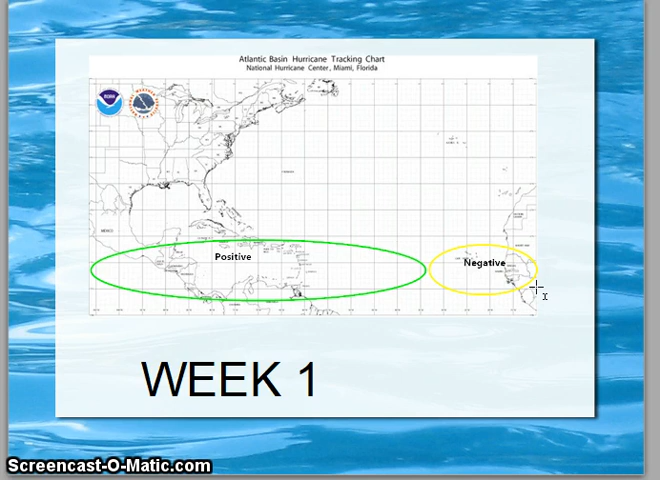 Atlantic Basin Hurricane Tracking Chart
National Hurricane Center, Miami, Florida
Positive
Negative
WEEK 1
Screencast-O-Matic.com